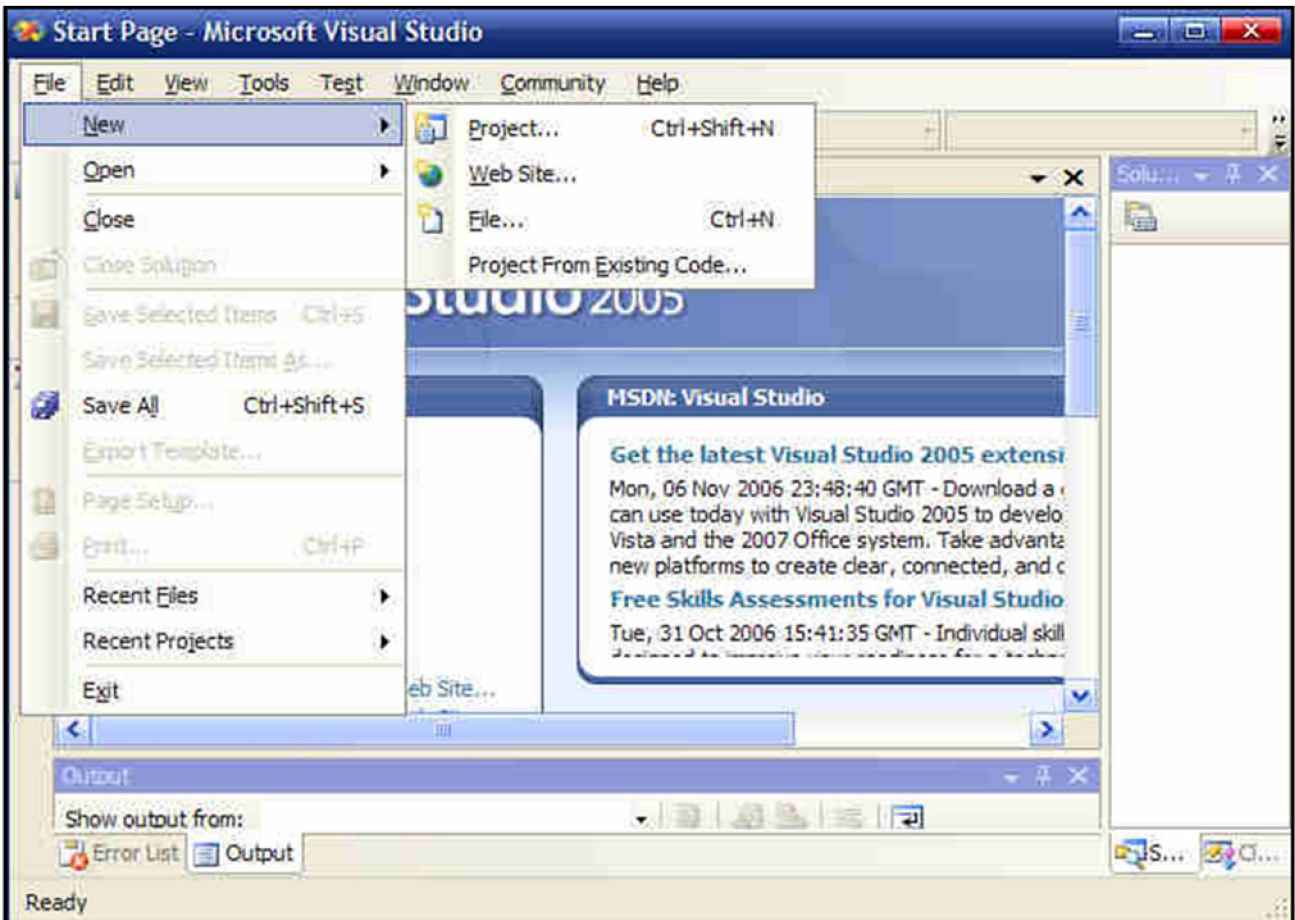 Start Page - Microsoft Visual Studio
File Edit View Tools Test Window Community Help
New
Project... Ctrl+Shift+N
Open
Web Site...
Solu...
Close
File... Ctrl+N
Close Solution
Project From Existing Code...
Studio 2005
Save Selected Items Ctrl+S
Save Selected Items As...
Save All Ctrl+Shift+S
MSDN: Visual Studio
Export Template...
Get the latest Visual Studio 2005 extensi
Page Setup...
Mon, 06 Nov 2006 23:48:40 GMT - Download a
can use today with Visual Studio 2005 to develo
Print... Ctrl+P
Vista and the 2007 Office system. Take advanta
new platforms to create clear, connected, and
Recent Files
Free Skills Assessments for Visual Studio
Recent Projects
Tue, 31 Oct 2006 15:41:35 GMT - Individual skill
Exit
eb Site...
Output
Show output from:
Error List Output
S... Cl...
Ready